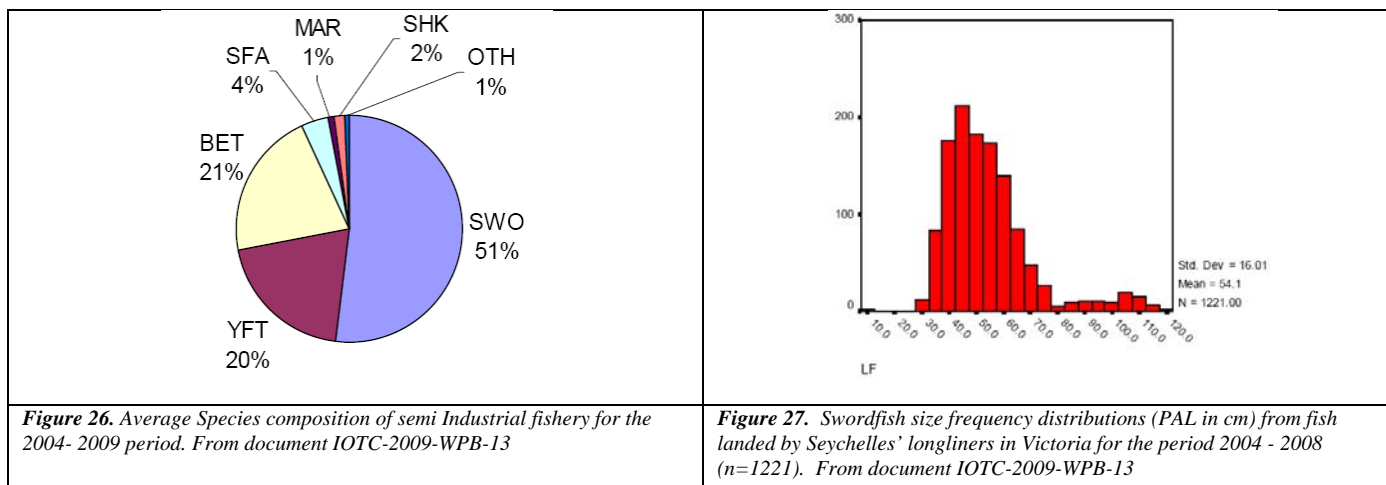 MAR
1%
SHK
2%
OTH
1%
SFA
4%
BET
21%
SWO
51%
YFT
20%
Figure 26. Average Species composition of semi Industrial fishery for the
2004- 2009 period. From document IOTC-2009-WPB-13
300
200
100
0
10.0
20.0
30.0
40.0
50.0
60.0
70.0
80.0
90.0
100.0
110.0
120.0
LF
Std. Dev = 16.01
Mean = 54.1
N = 1221.00
Figure 27. Swordfish size frequency distributions (PAL in cm) from fish
landed by Seychelles' longliners in Victoria for the period 2004 - 2008
(n=1221). From document IOTC-2009-WPB-13